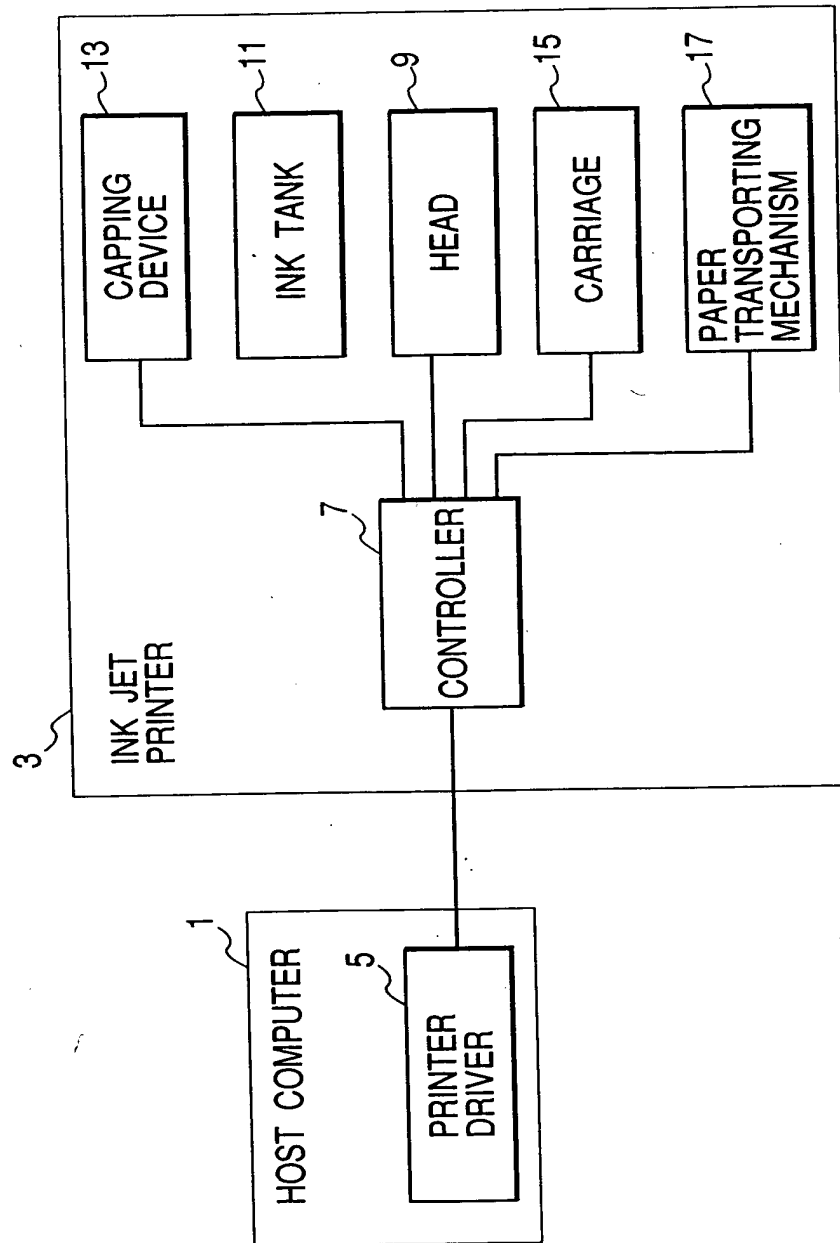 1
HOST COMPUTER
5
PRINTER
DRIVER
3
INK JET
PRINTER
7
CONTROLLER
13
CAPPING
DEVICE
11
INK TANK
9
HEAD
15
CARRIAGE
17
PAPER
TRANSPORTING
MECHANISM